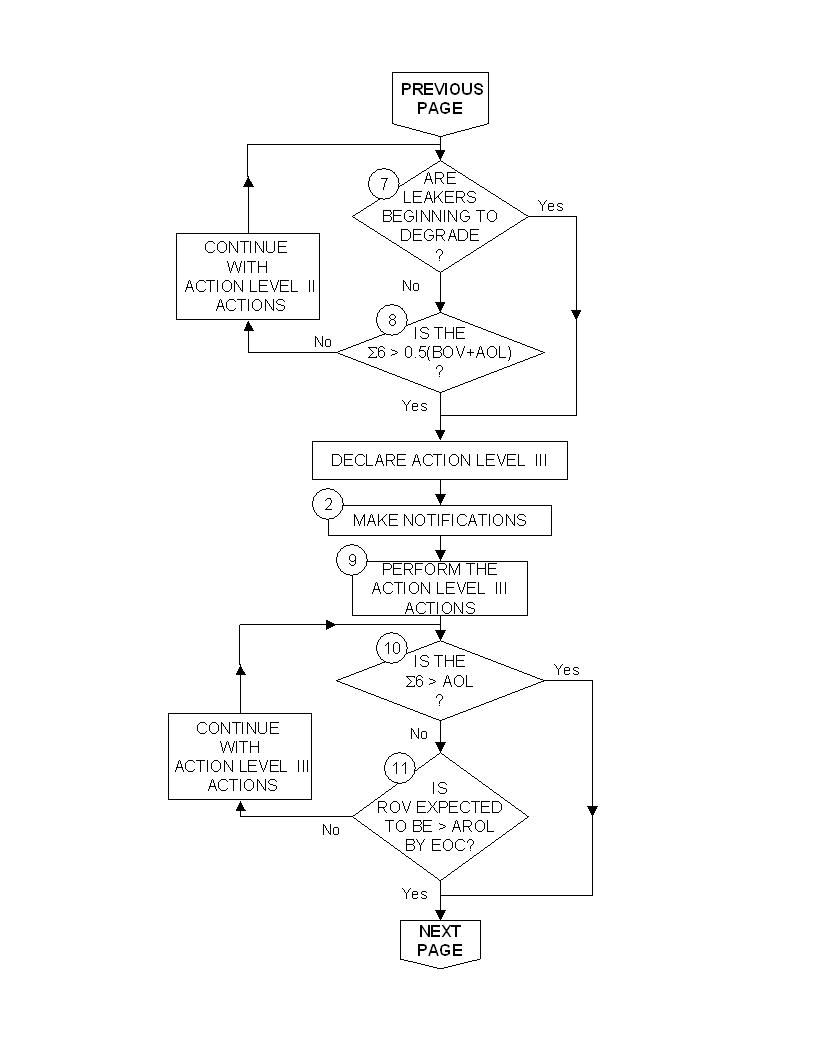 PREVIOUS
PAGE
7
ARE
LEAKERS
BEGINNING TO
DEGRADE
?
Yes
CONTINUE
WITH
ACTION LEVEL II
ACTIONS
No
8
IS THE
Σ6 > 0.5(BOV+AOL)
?
No
Yes
DECLARE ACTION LEVEL III
2
MAKE NOTIFICATIONS
9
PERFORM THE
ACTION LEVEL III
ACTIONS
10
IS THE
Σ6 > AOL
?
Yes
No
CONTINUE
WITH
ACTION LEVEL III
ACTIONS
11
IS
ROV EXPECTED
TO BE > AROL
BY EOC?
No
Yes
NEXT
PAGE